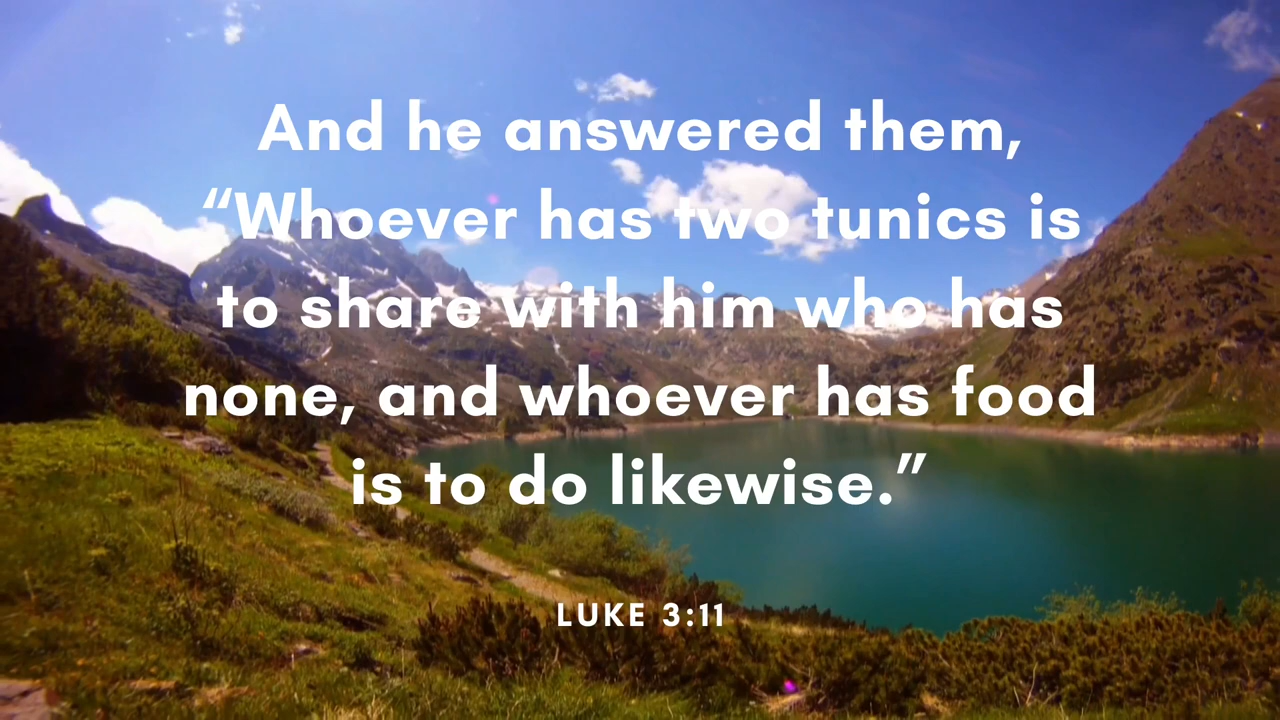 And he answered them,
“Whoever has two tunics is
to share with him who has
none, and whoever has food
is to do likewise.”
LUKE 3:11